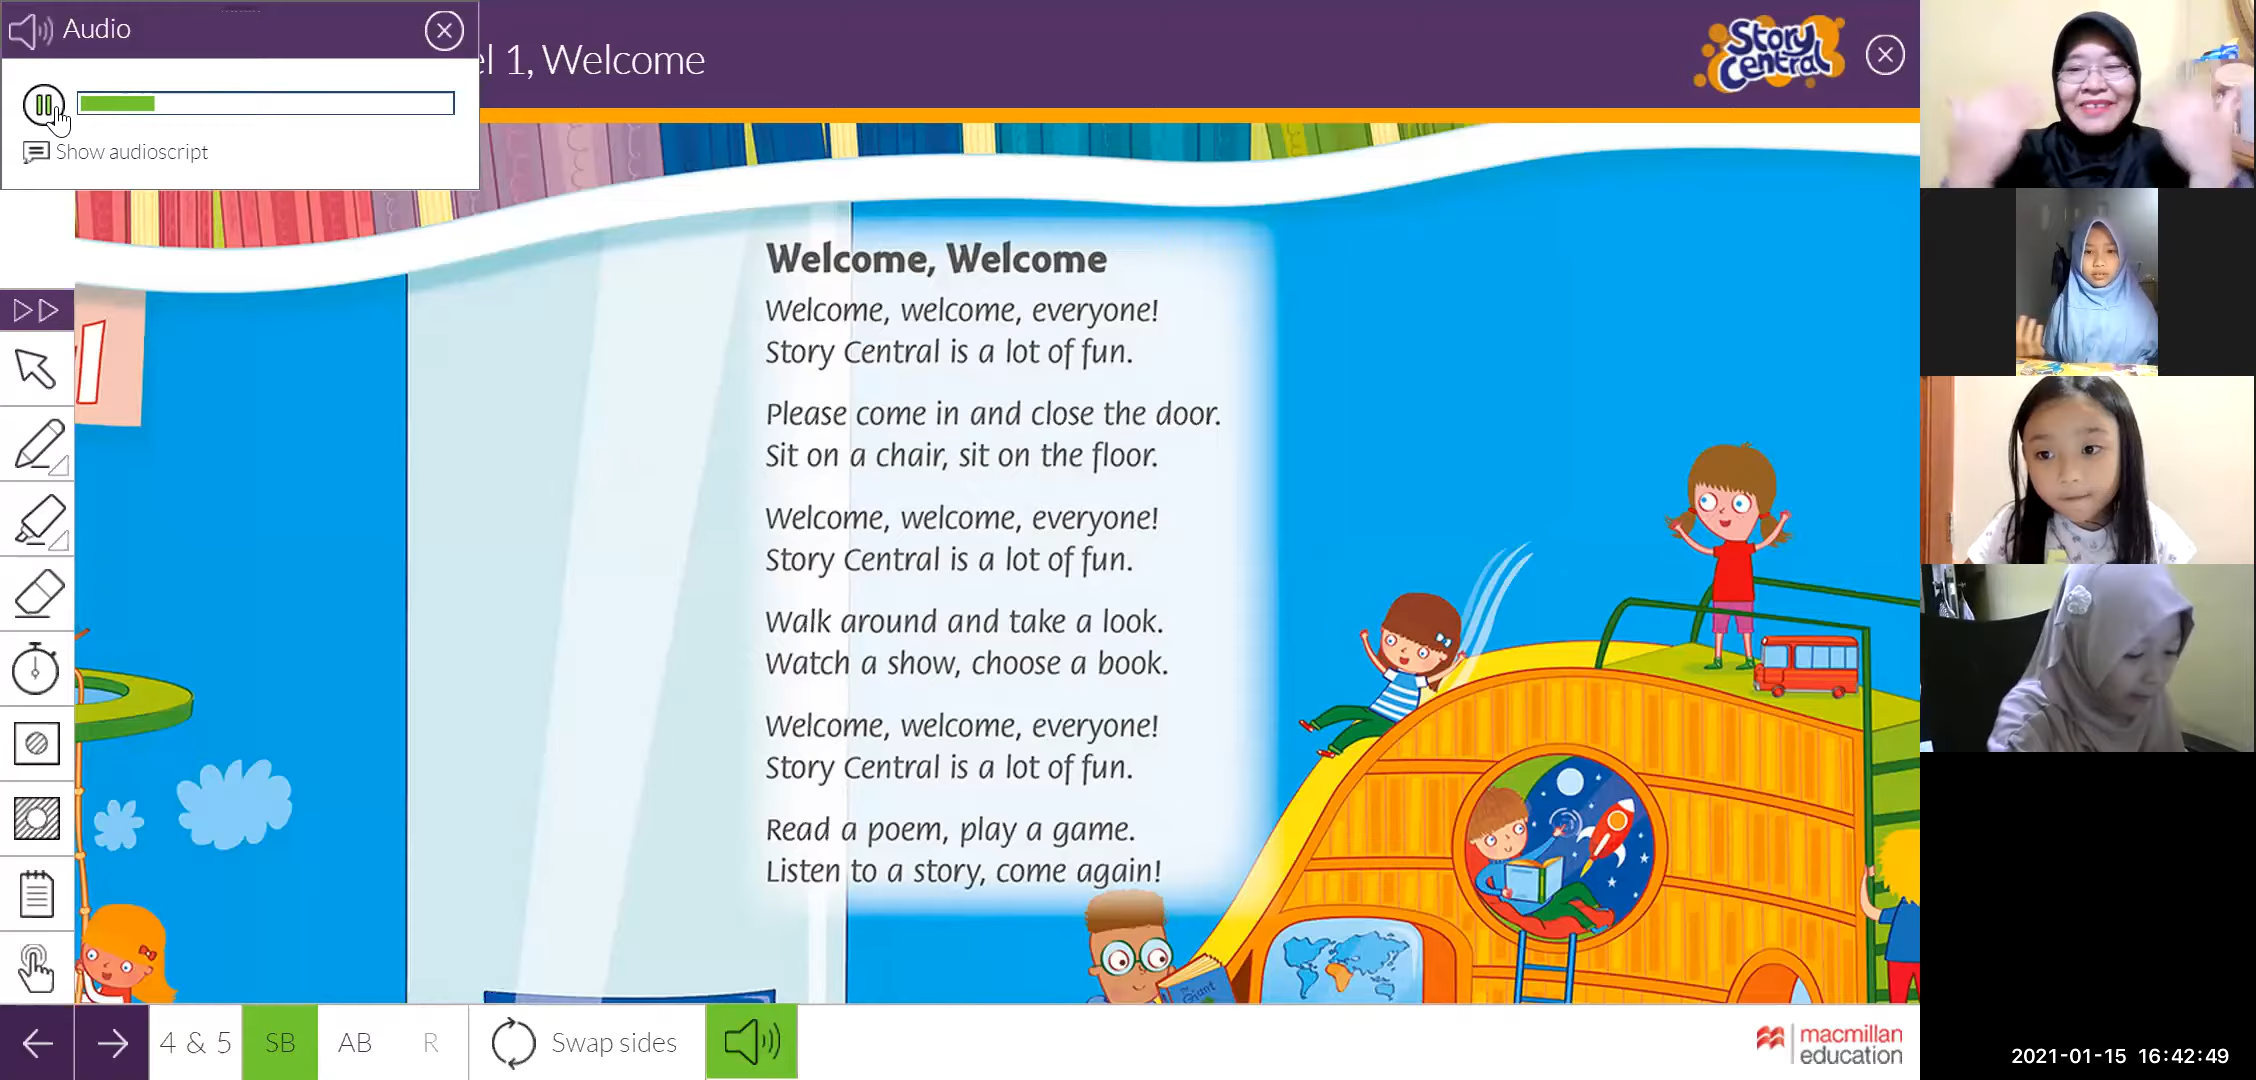 Audio
Show audioscript
el 1, Welcome
Story
Central
Welcome, Welcome
Welcome, welcome, everyone!
Story Central is a lot of fun.
Please come in and close the door.
Sit on a chair, sit on the floor.
Welcome, welcome, everyone!
Story Central is a lot of fun.
Walk around and take a look.
Watch a show, choose a book.
Welcome, welcome, everyone!
Story Central is a lot of fun.
Read a poem, play a game.
Listen to a story, come again!
The
Giant
4 & 5
SB
AB
R
Swap sides
macmillan
education
2021-01-15 16:42:49